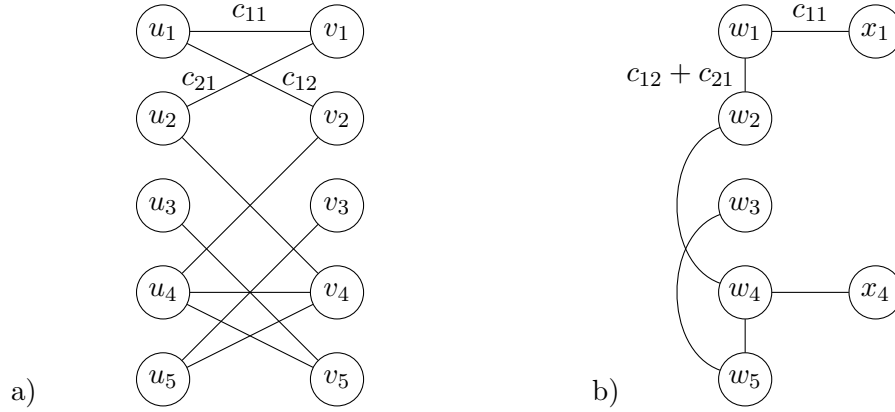 c₁₁ c₁₁
u₁ v₁ w₁ x₁
c₂₁ c₁₂ c₁₂ + c₂₁
u₂ v₂ w₂
u₃ v₃ w₃
u₄ v₄ w₄ x₄
a) u₅ v₅ b) w₅